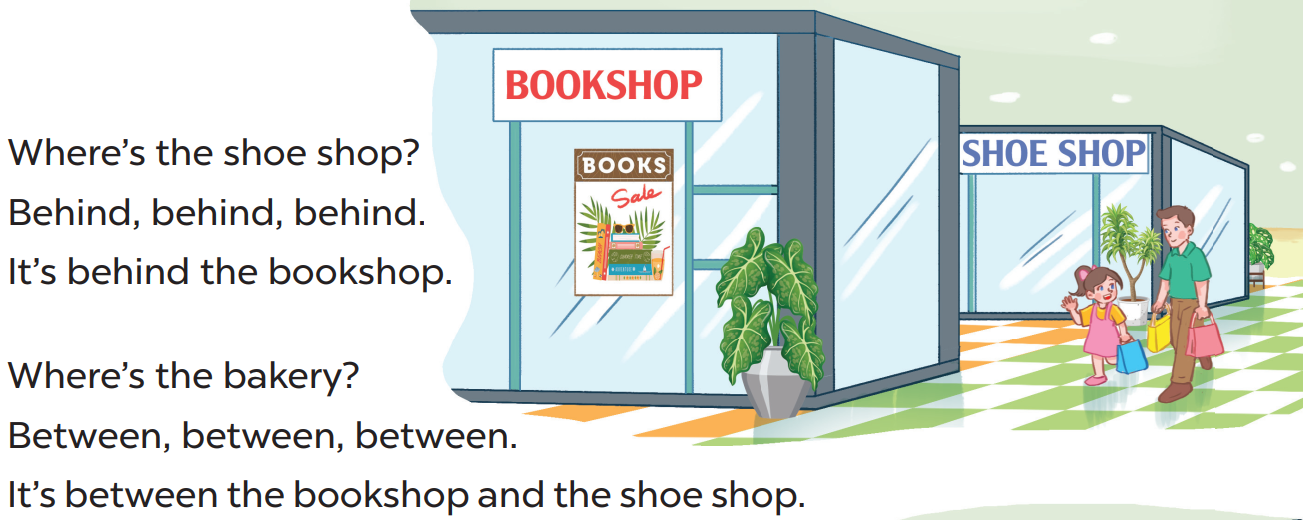 Where's the shoe shop?
Behind, behind, behind.
It's behind the bookshop.
Where's the bakery?
Between, between, between.
It's between the bookshop and the shoe shop.
BOOKSHOP
BOOKS
Sale
SHOE SHOP